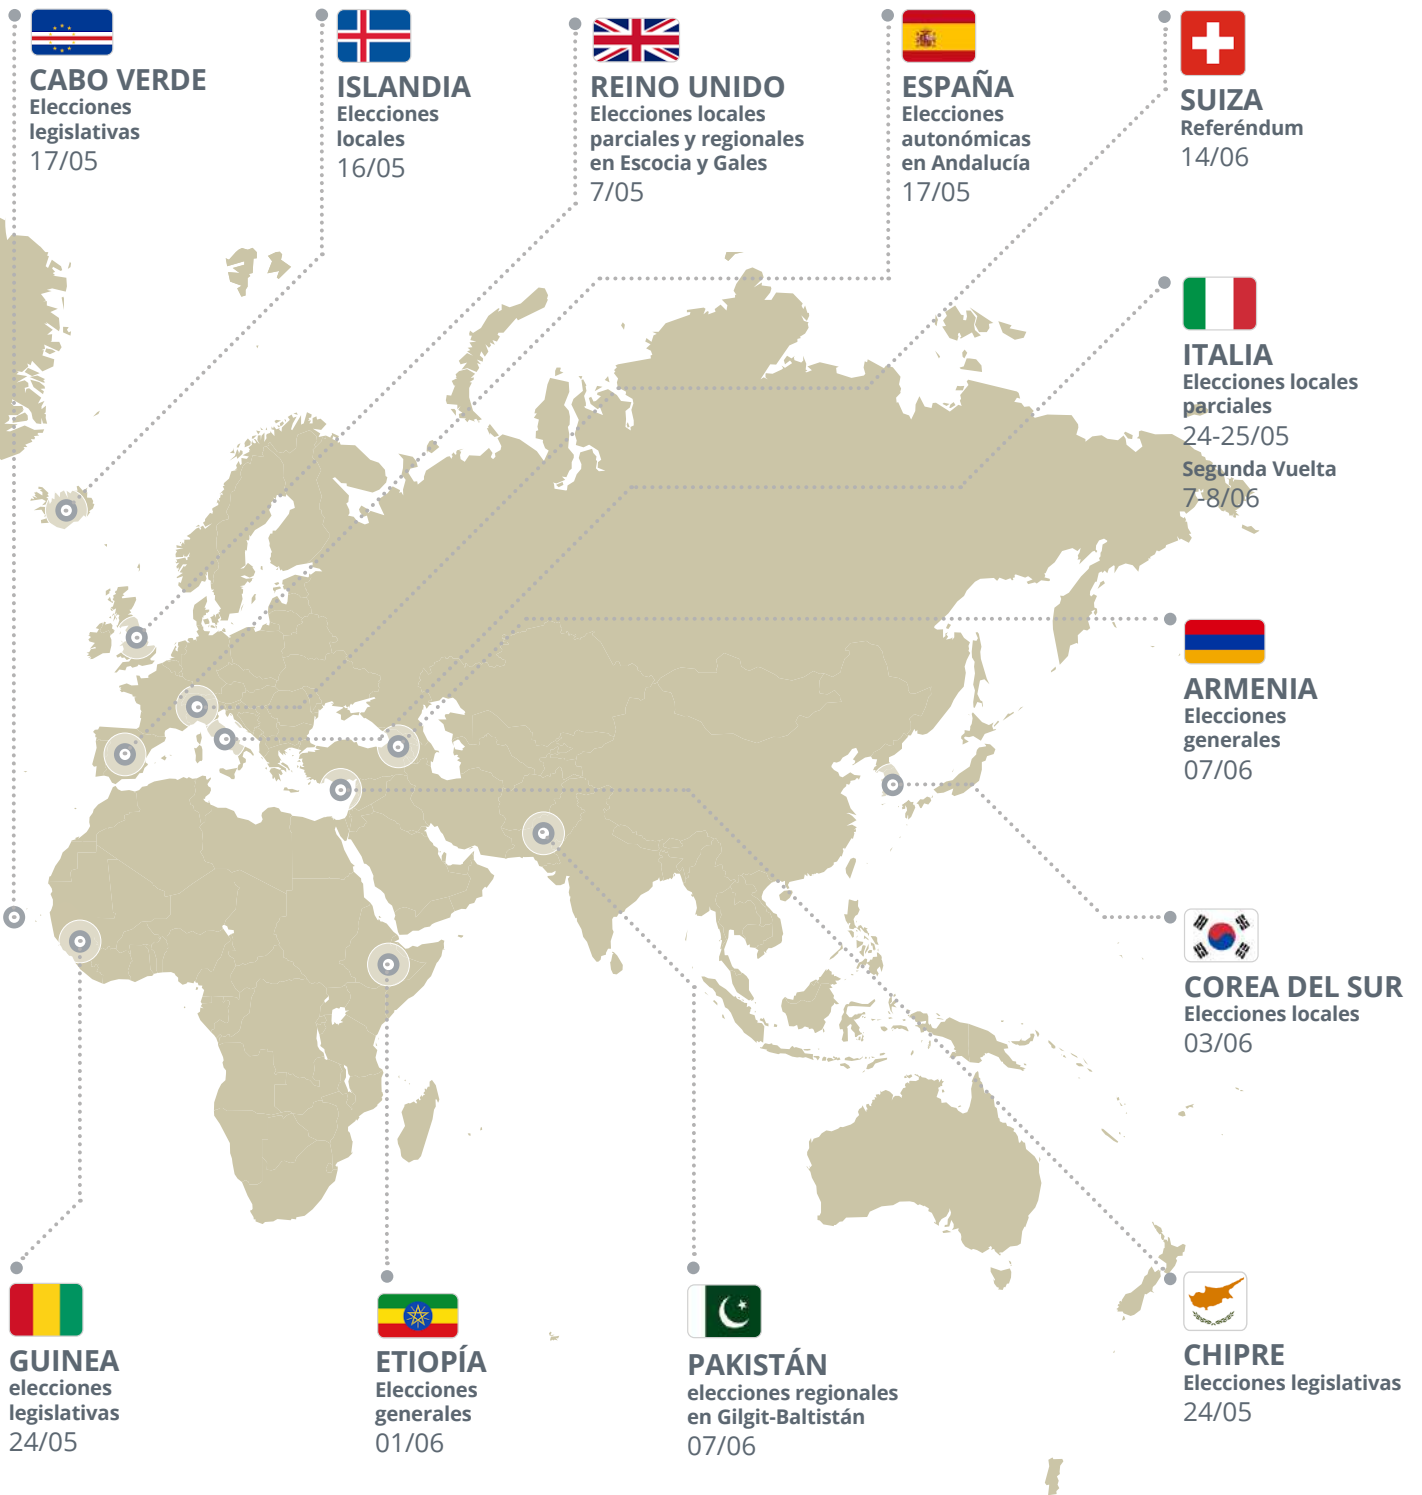 CABO VERDE
Elecciones
legislativas
17/05
ISLANDIA
Elecciones
locales
16/05
REINO UNIDO
Elecciones locales
parciales y regionales
en Escocia y Gales
7/05
ESPAÑA
Elecciones
autonómicas
en Andalucía
17/05
SUIZA
Referéndum
14/06
ITALIA
Elecciones locales
parciales
24-25/05
Segunda Vuelta
7-8/06
ARMENIA
Elecciones
generales
07/06
COREA DEL SUR
Elecciones locales
03/06
GUINEA
elecciones
legislativas
24/05
ETIOPÍA
Elecciones
generales
01/06
PAKISTÁN
elecciones regionales
en Gilgit-Baltistán
07/06
CHIPRE
Elecciones legislativas
24/05